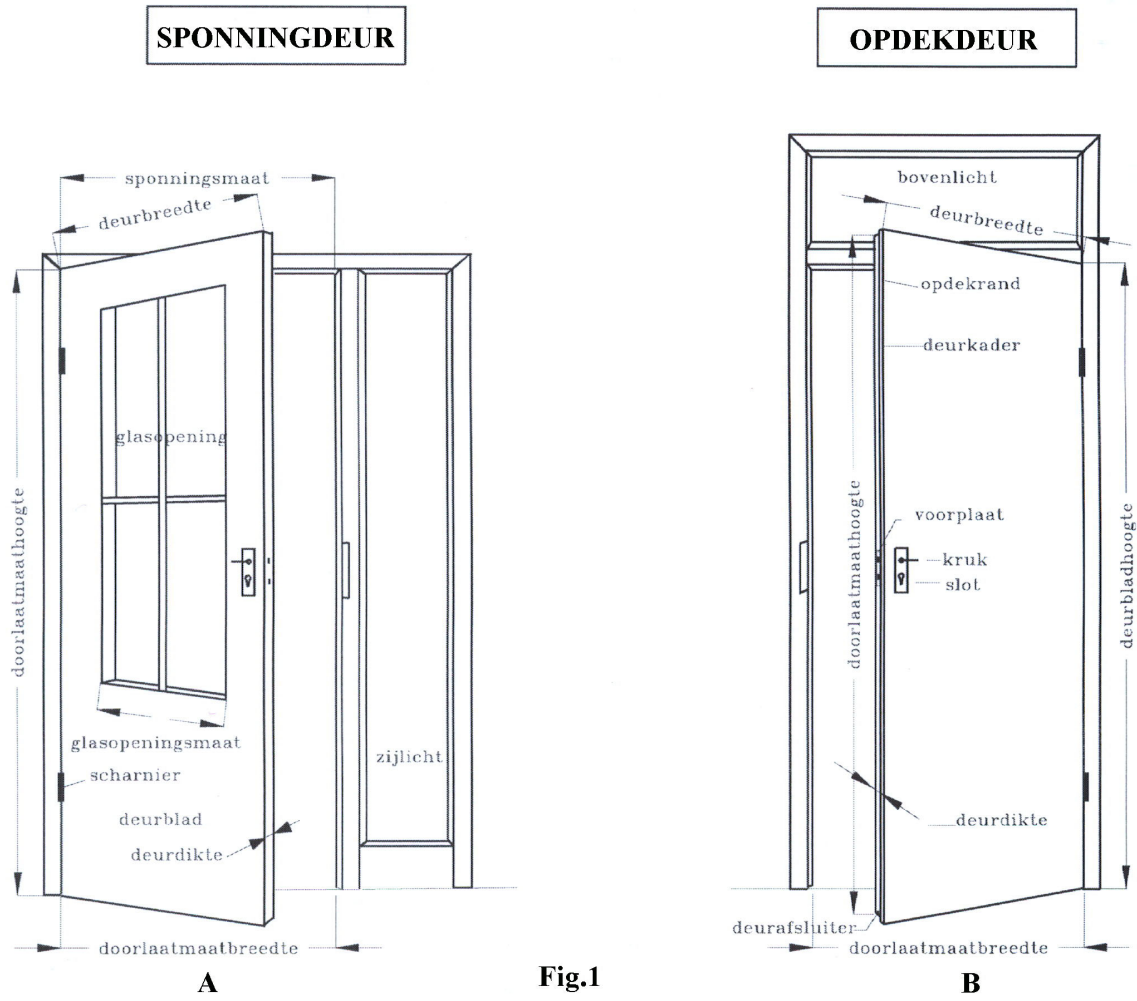 SPONNINGDEUR
OPDEKDEUR
sponningsmaat
deurbreedte
glasopening
doorlaatmaathoogte
glasopeningsmaat
scharnier
zijlicht
deurblad
deurdikte
doorlaatmaatbreedte
A
Fig.1
bovenlicht
deurbreedte
opdekrand
deurkader
doorlaatmaathoogte
voorplaat
kruk
slot
deurbladhoogte
deurdikte
deurafsluiter
doorlaatmaatbreedte
B